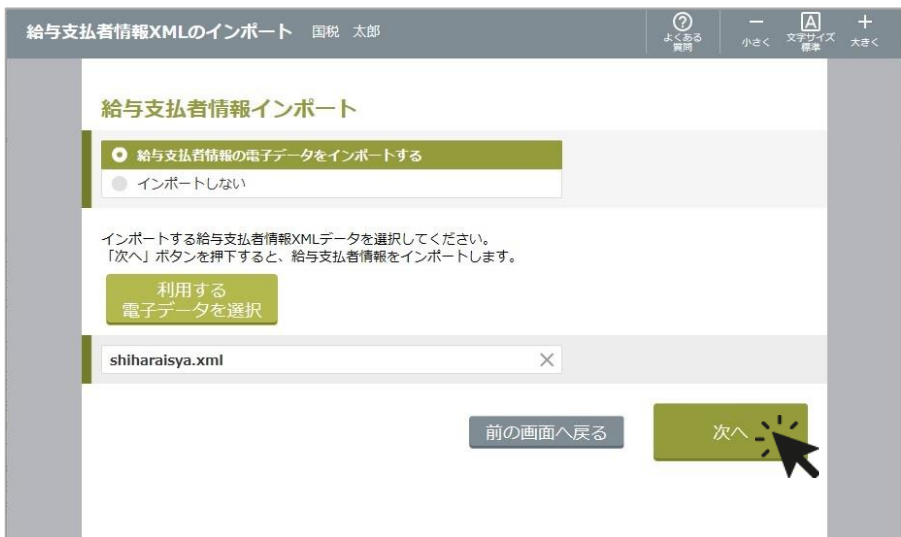 給与支払者情報XMLのインポート 国税 太郎
よくある
質問
小さく
A
文字サイズ
標準
大きく
給与支払者情報インポート
給与支払者情報の電子データをインポートする
インポートしない
インポートする給与支払者情報XMLデータを選択してください。
「次へ」ボタンを押下すると、給与支払者情報をインポートします。
利用する
電子データを選択
shiharaisya.xml
前の画面へ戻る
次へ